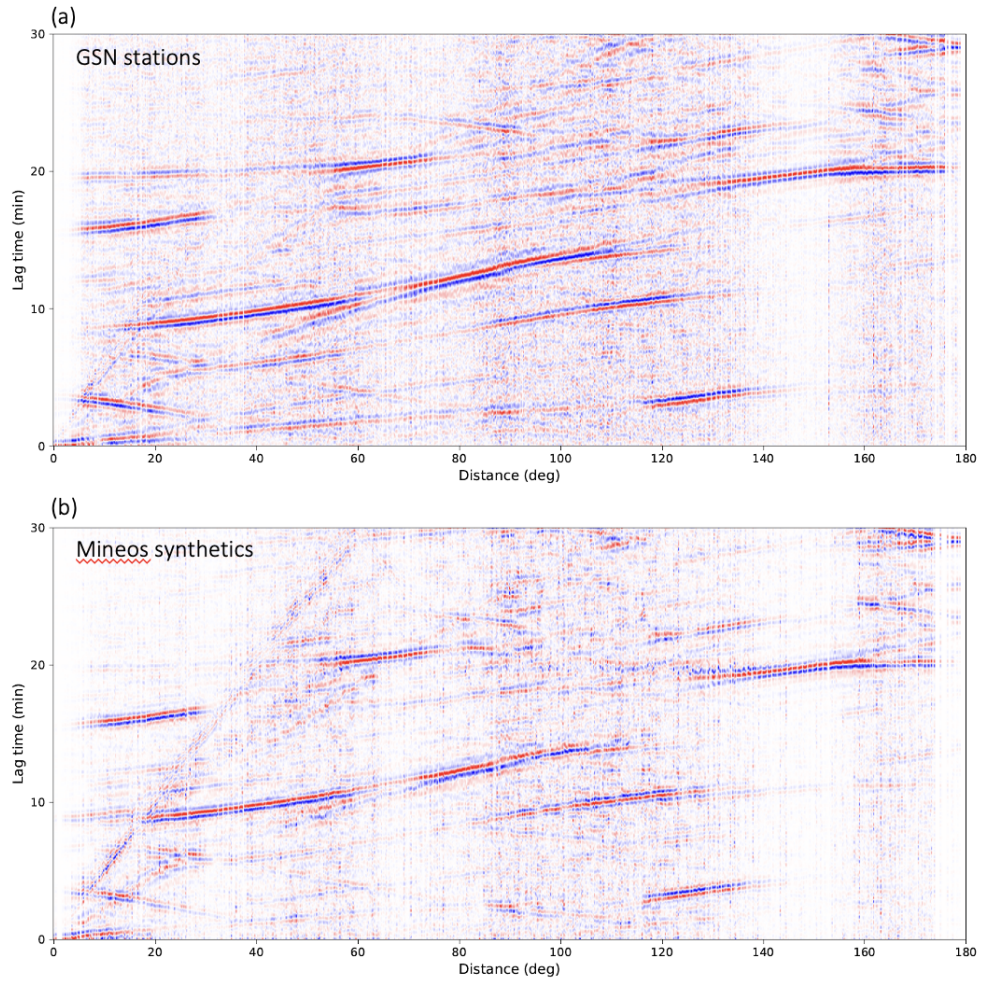 (a)
GSN stations
30
20
10
0
Lag time (min)
0 20 40 60 80 100 120 140 160 180
Distance (deg)
(b)
Mineos synthetics
30
20
10
0
Lag time (min)
0 20 40 60 80 100 120 140 160 180
Distance (deg)